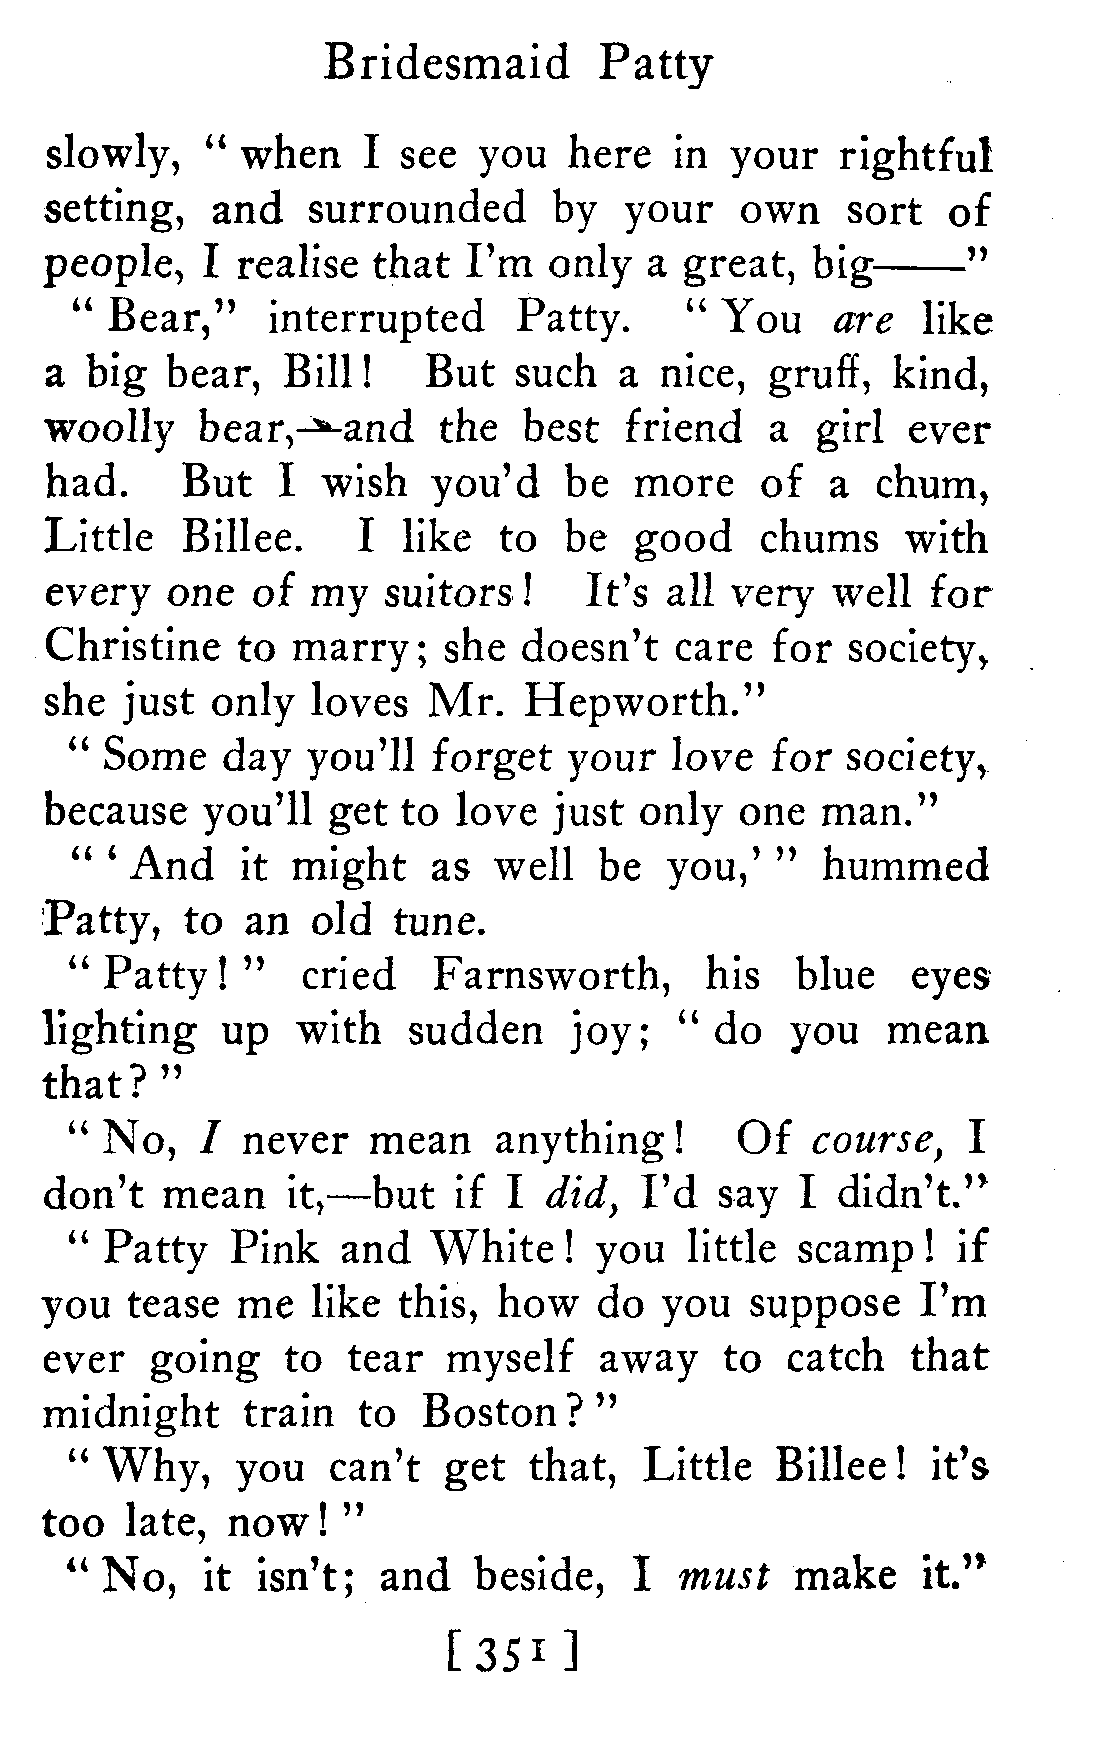 Bridesmaid Patty
slowly, “ when I see you here in your rightful
setting, and surrounded by your own sort of
people, I realise that I’m only a great, big——”
“ Bear,” interrupted Patty. “ You are like
a big bear, Bill! But such a nice, gruff, kind,
woolly bear,—and the best friend a girl ever
had. But I wish you’d be more of a chum,
Little Billee. I like to be good chums with
every one of my suitors! It’s all very well for
Christine to marry; she doesn’t care for society,
she just only loves Mr. Hepworth.”
“ Some day you’ll forget your love for society,
because you’ll get to love just only one man.”
“ ‘ And it might as well be you,’ ” hummed
Patty, to an old tune.
“ Patty! ” cried Farnsworth, his blue eyes
lighting up with sudden joy; “ do you mean
that? ”
“ No, I never mean anything! Of course, I
don’t mean it,—but if I did, I’d say I didn’t.”
“ Patty Pink and White! you little scamp! if
you tease me like this, how do you suppose I’m
ever going to tear myself away to catch that
midnight train to Boston? ”
“ Why, you can’t get that, Little Billee! it’s
too late, now! ”
“ No, it isn’t; and beside, I must make it.”
[ 351 ]